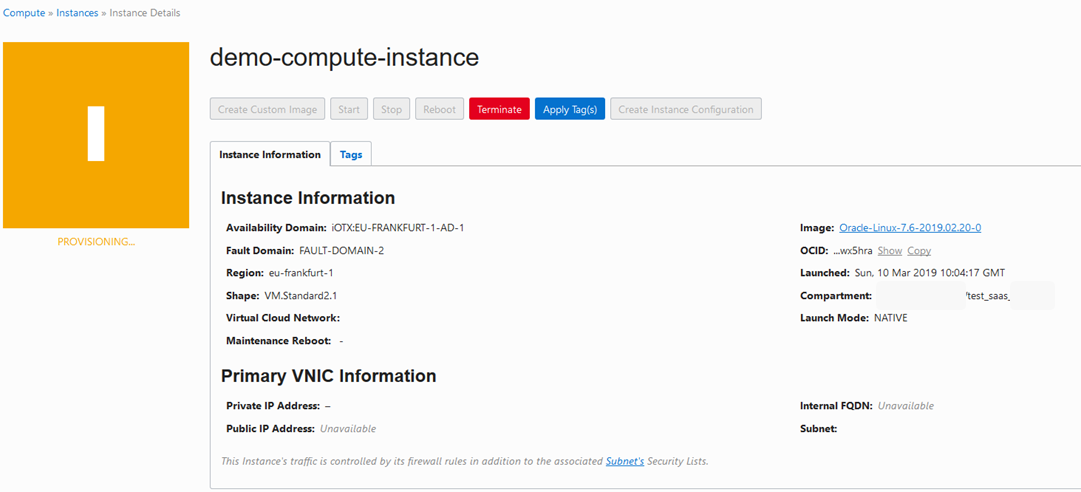 Compute » Instances » Instance Details
I
PROVISIONING...
demo-compute-instance
Create Custom Image Start Stop Reboot Terminate Apply Tag(s) Create Instance Configuration
Instance Information Tags
Instance Information
Availability Domain: iOTX:EU-FRANKFURT-1-AD-1 Image: Oracle-Linux-7.6-2019.02.20-0
Fault Domain: FAULT-DOMAIN-2 OCID: ...wx5hra Show Copy
Region: eu-frankfurt-1 Launched: Sun, 10 Mar 2019 10:04:17 GMT
Shape: VM.Standard2.1 Compartment: /test_saas_
Virtual Cloud Network: Launch Mode: NATIVE
Maintenance Reboot: -
Primary VNIC Information
Private IP Address: – Internal FQDN: Unavailable
Public IP Address: Unavailable Subnet:
This Instance's traffic is controlled by its firewall rules in addition to the associated Subnet's Security Lists.